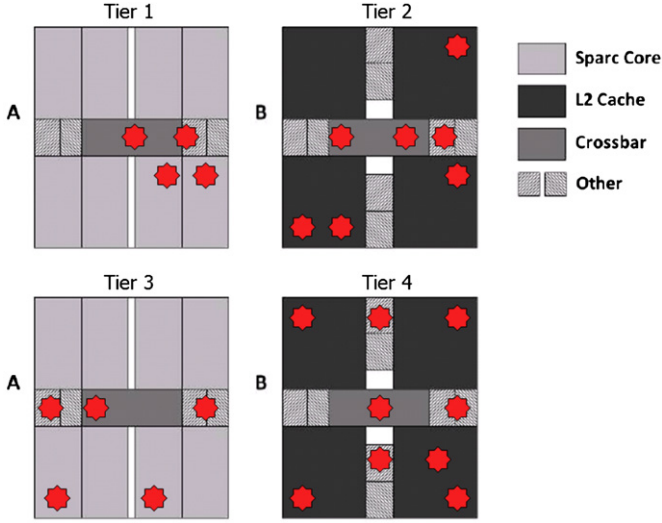 Tier 1
Tier 2
A
B
Sparc Core
L2 Cache
Crossbar
Other
Tier 3
Tier 4
A
B